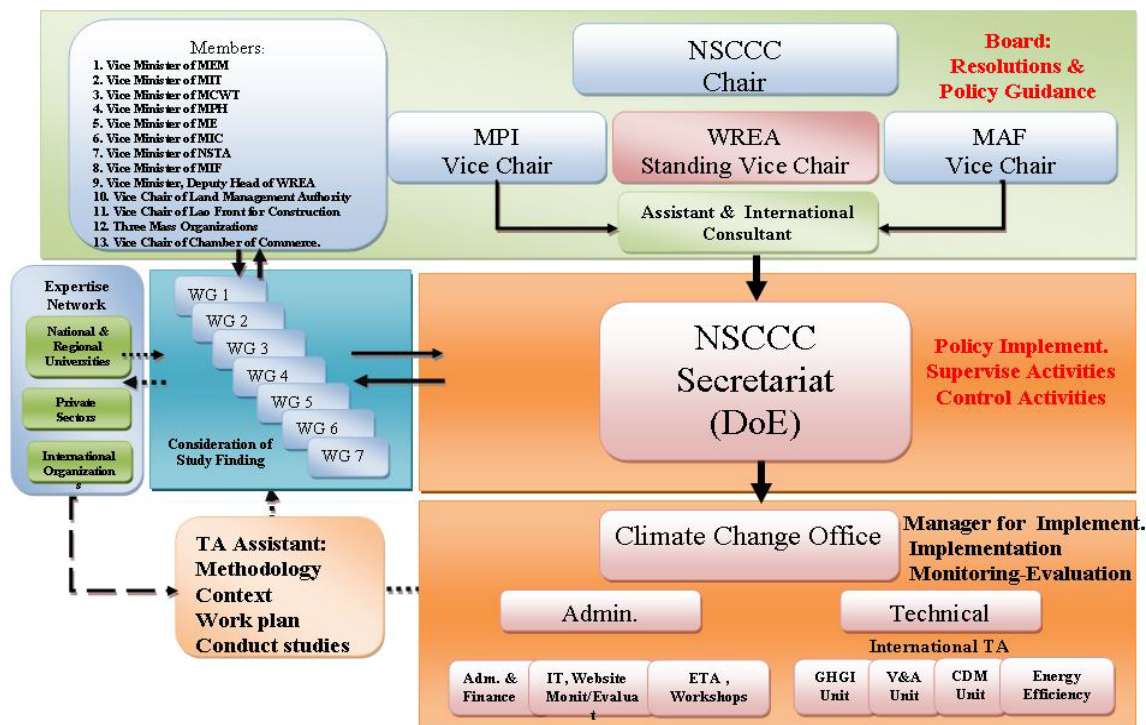 Members:
1. Vice Minister of MEM
2. Vice Minister of MIT
3. Vice Minister of MCWT
4. Vice Minister of MPH
5. Vice Minister of ME
6. Vice Minister of MIC
7. Vice Minister of NSTA
8. Vice Minister of MIF
9. Vice Minister, Deputy Head of WREA
10. Vice Chair of Land Management Authority
11. Vice Chair of Lao Front for Construction
12. Three Mass Organizations
13. Vice Chair of Chamber of Commerce.
NSCCC
Chair
Board:
Resolutions &
Policy Guidance
MPI
Vice Chair
WREA
Standing Vice Chair
MAF
Vice Chair
Assistant & International
Consultant
Expertise
Network
National &
Regional
Universities
Private
Sectors
International
Organization
s
WG 1
WG 2
WG 3
WG 4
WG 5
WG 6
WG 7
Consideration of
Study Finding
NSCCC
Secretariat
(DoE)
Policy Implement.
Supervise Activities
Control Activities
TA Assistant:
Methodology
Context
Work plan
Conduct studies
Climate Change Office
Manager for Implement.
Implementation
Monitoring-Evaluation
Admin.
Technical
International TA
Adm. &
Finance
IT, Website
Monit/Evaluat
t
ETA ,
Workshops
GHGI
Unit
V&A
Unit
CDM
Unit
Energy
Efficiency